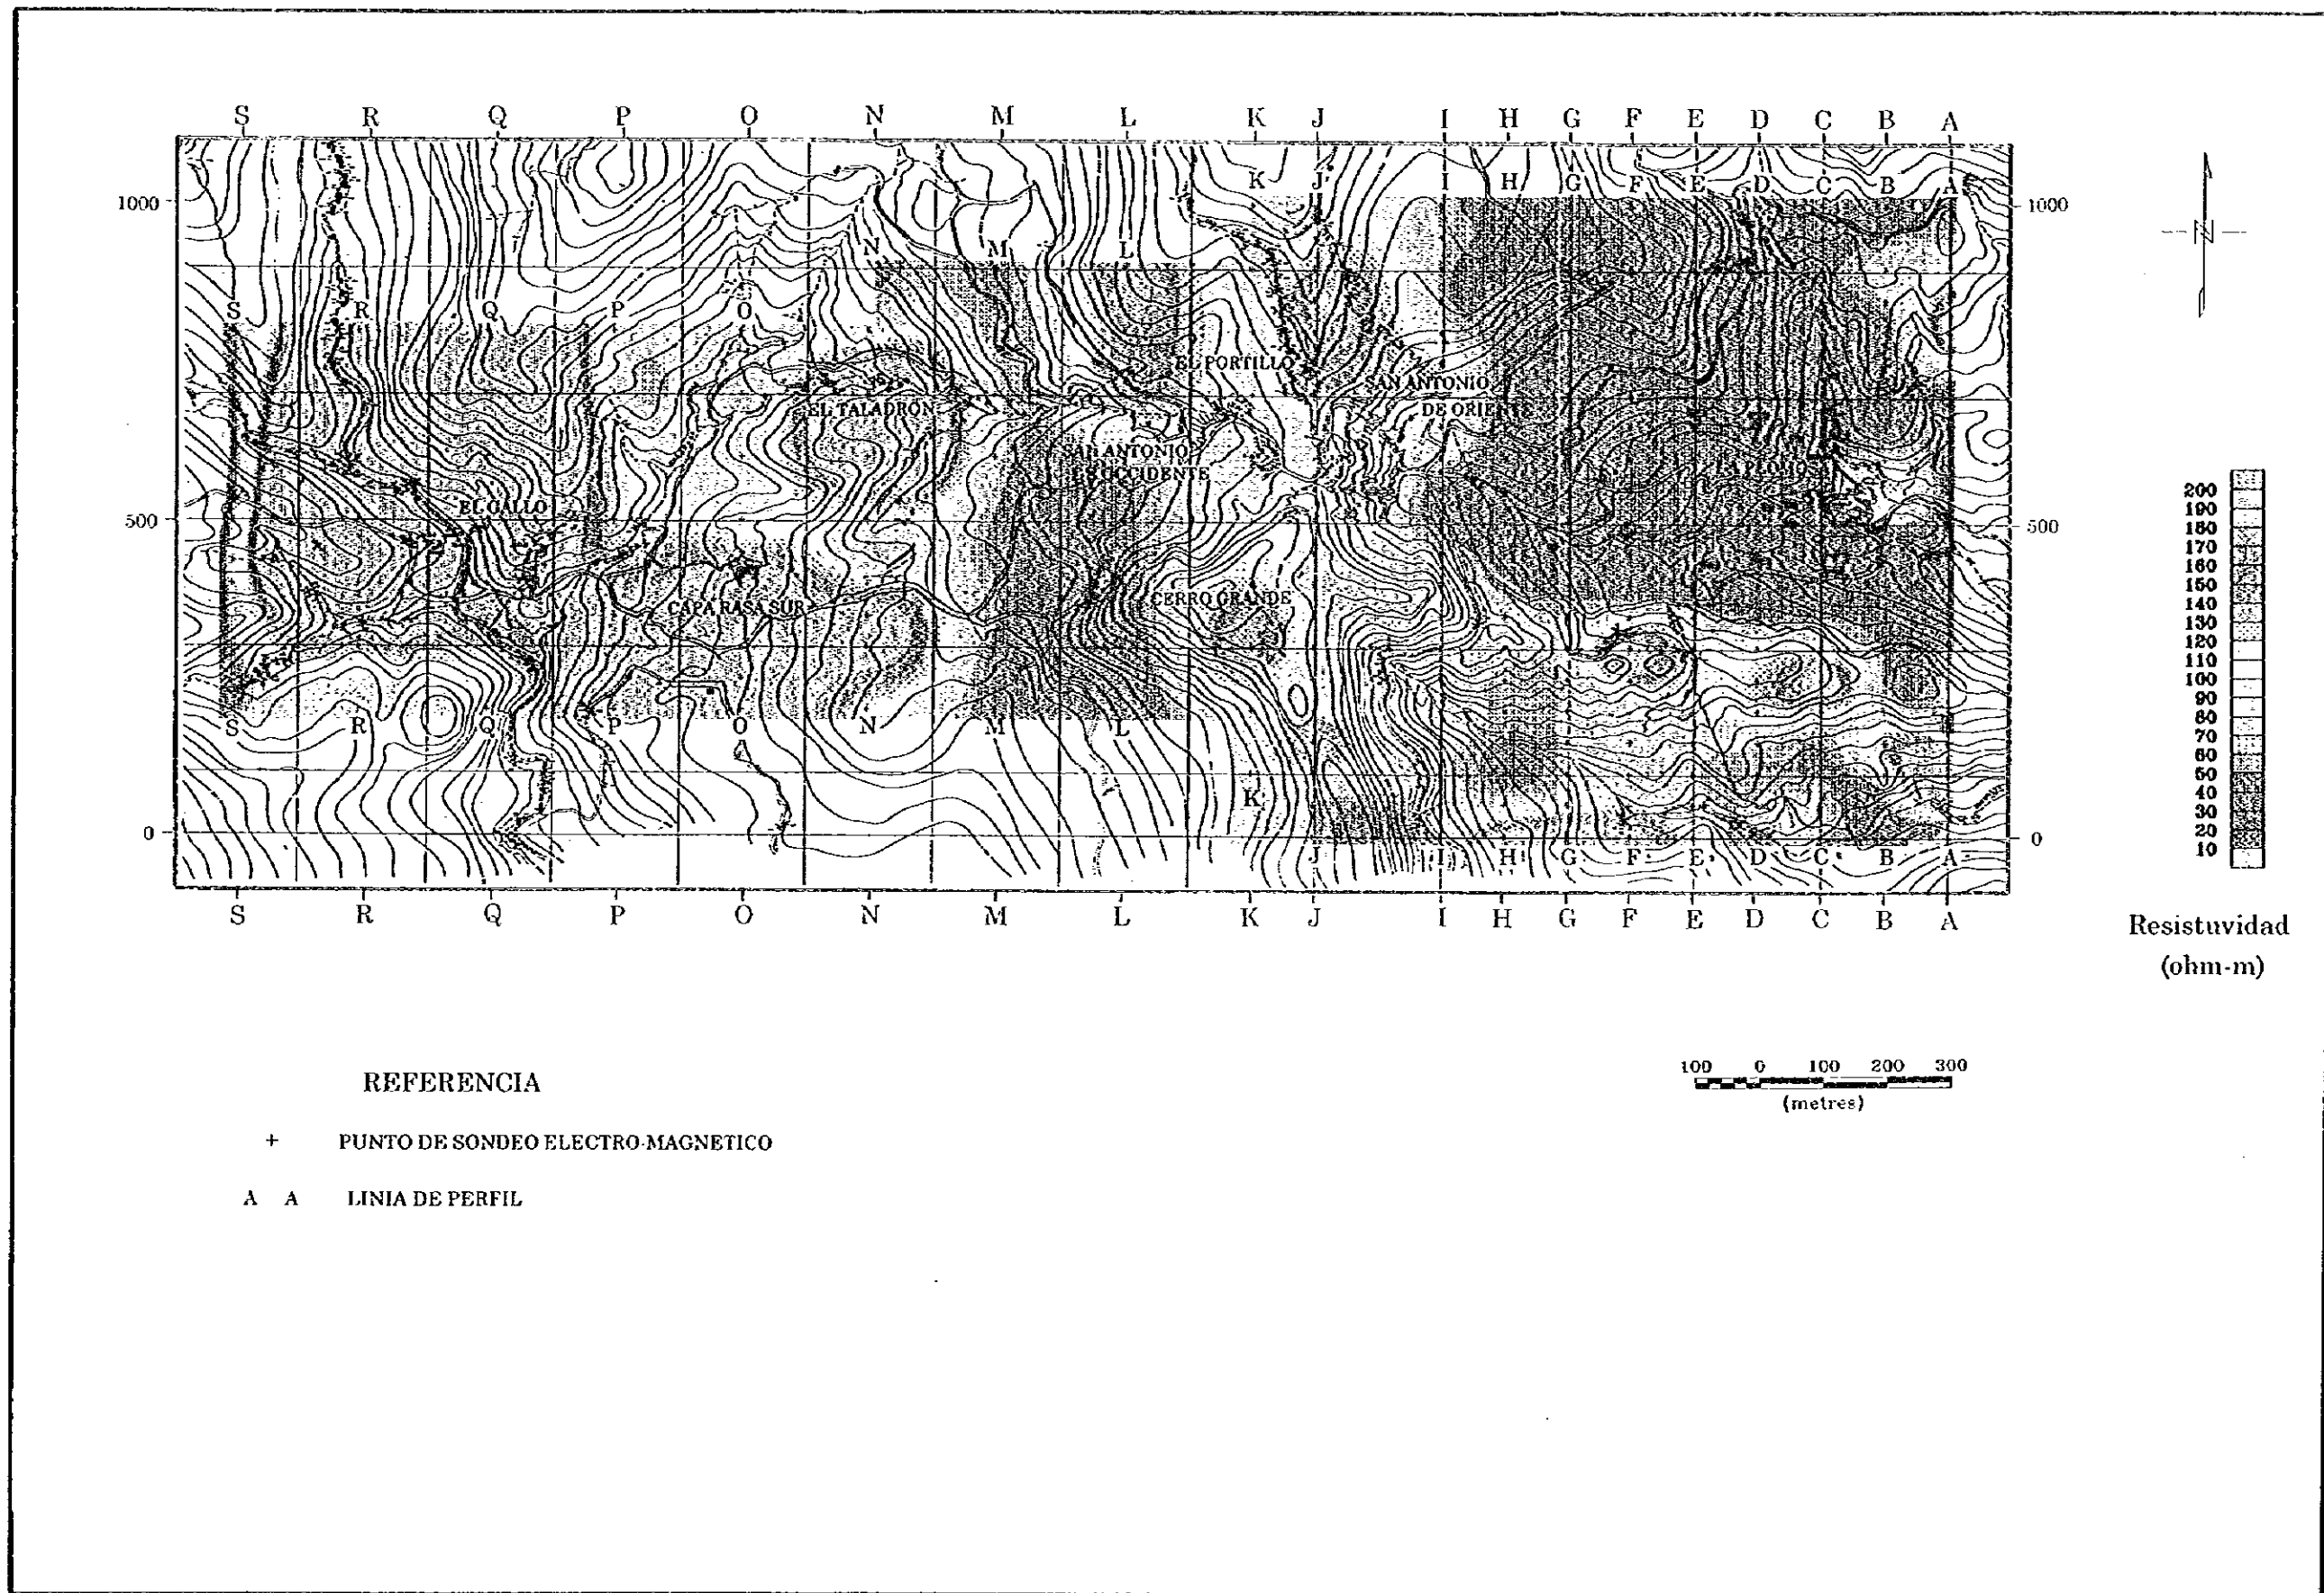 S R Q P O N M L K J I H G F E D C B A
K J I H G F E D C B A
1000
1000
N M L
S R Q P O
EL PORTILLO
SAN ANTONIO
DE ORIENTE
EL TALADRON
SAN ANTONIO
DE OCCIDENTE
LA PLOMOSA
EL GALLO
500
500
CAPA RASA SUR
CERRO GRANDE
S R Q P O N M L
K
0
0
J I H G F E D C B A
S R Q P O N M L K J I H G F E D C B A
N
200
190
180
170
160
150
140
130
120
110
100
90
80
70
60
50
40
30
20
10
Resistuvidad
(ohm-m)
100 0 100 200 300
(metres)
REFERENCIA
+ PUNTO DE SONDEO ELECTRO-MAGNETICO
A A LINIA DE PERFIL